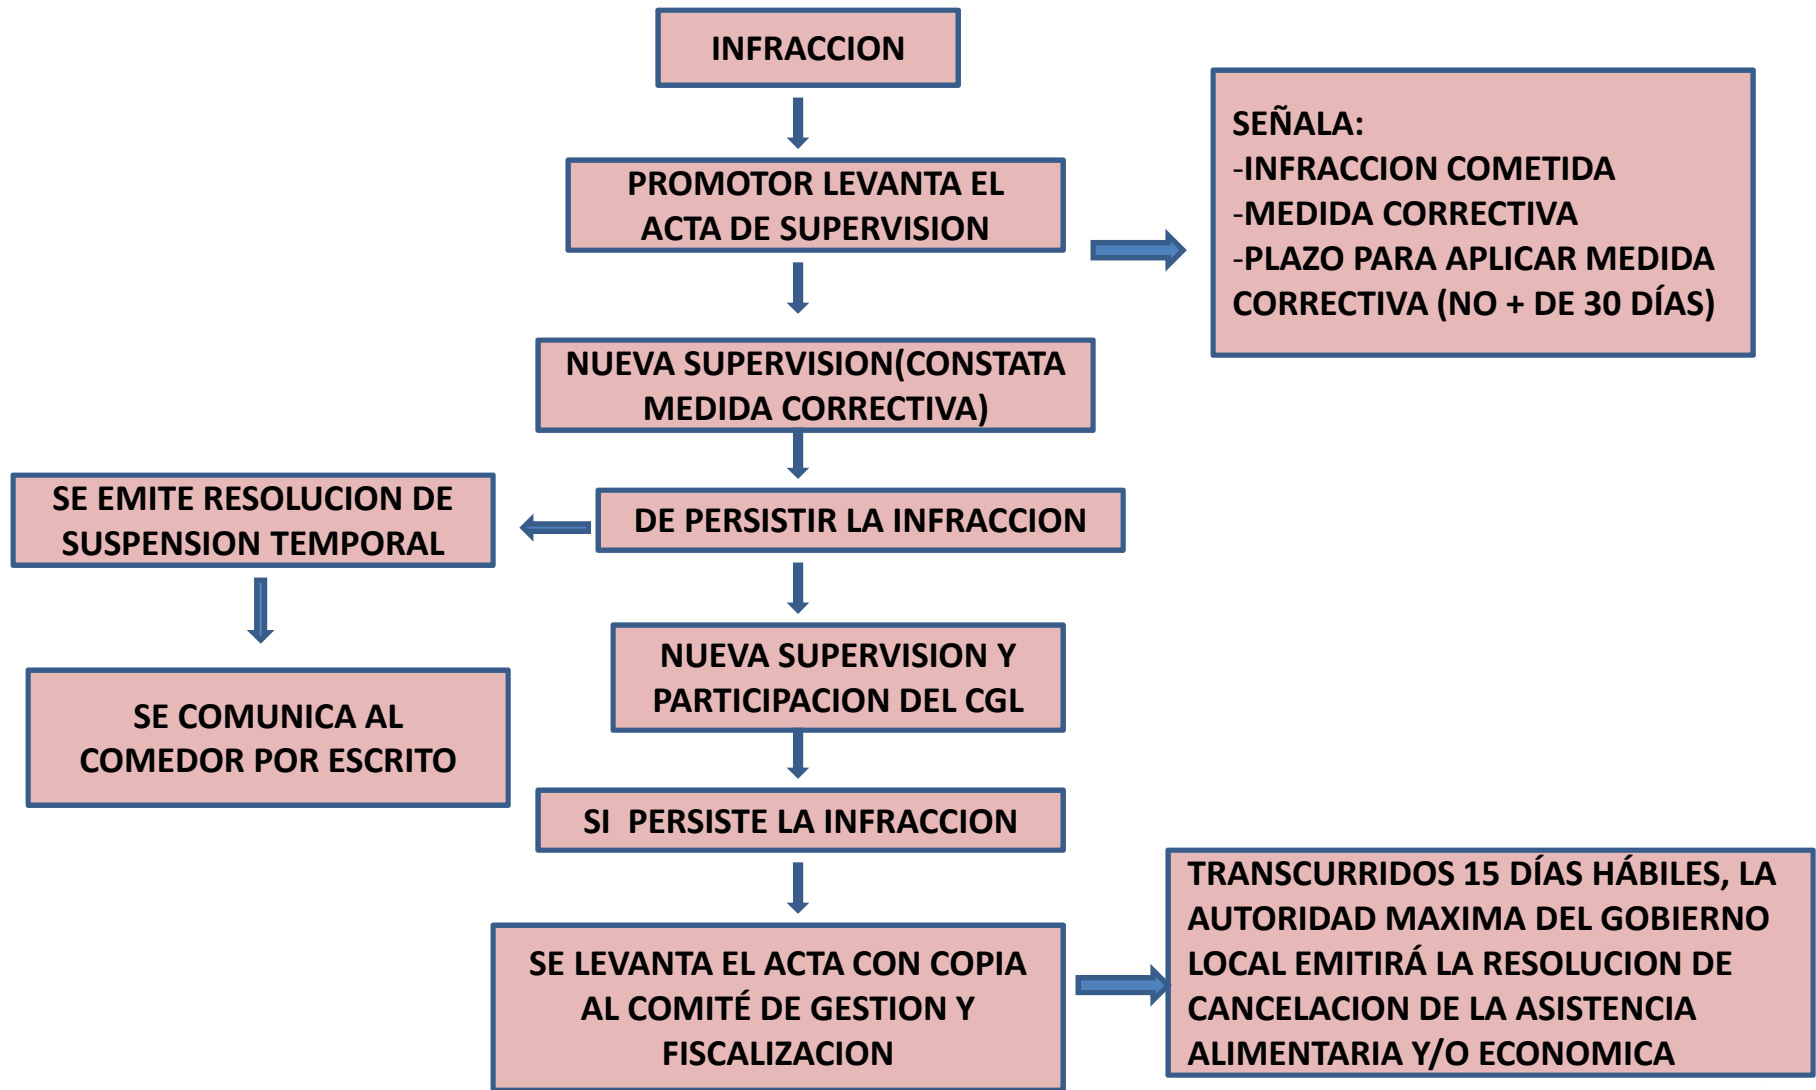 INFRACCION
PROMOTOR LEVANTA EL
ACTA DE SUPERVISION
SEÑALA:
-INFRACCION COMETIDA
-MEDIDA CORRECTIVA
-PLAZO PARA APLICAR MEDIDA
CORRECTIVA (NO + DE 30 DÍAS)
NUEVA SUPERVISION(CONSTATA
MEDIDA CORRECTIVA)
DE PERSISTIR LA INFRACCION
SE EMITE RESOLUCION DE
SUSPENSION TEMPORAL
SE COMUNICA AL
COMEDOR POR ESCRITO
NUEVA SUPERVISION Y
PARTICIPACION DEL CGL
SI  PERSISTE LA INFRACCION
SE LEVANTA EL ACTA CON COPIA
AL COMITÉ DE GESTION Y
FISCALIZACION
TRANSCURRIDOS 15 DÍAS HÁBILES, LA
AUTORIDAD MAXIMA DEL GOBIERNO
LOCAL EMITIRÁ LA RESOLUCION DE
CANCELACION DE LA ASISTENCIA
ALIMENTARIA Y/O ECONOMICA